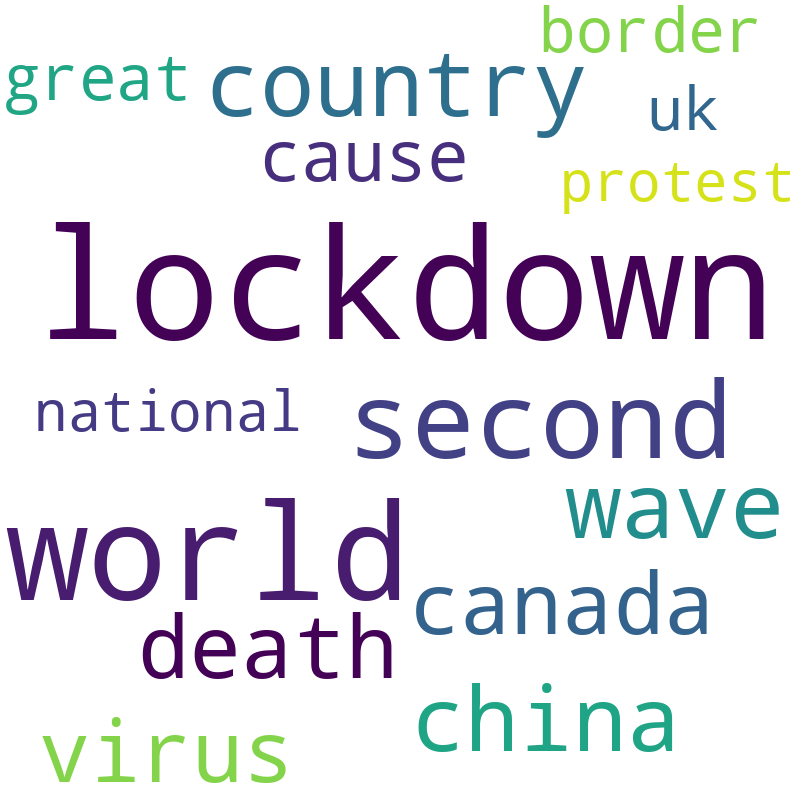 border
great country
uk
cause
protest
lockdown
national second
wave
world
canada
death
china
virus